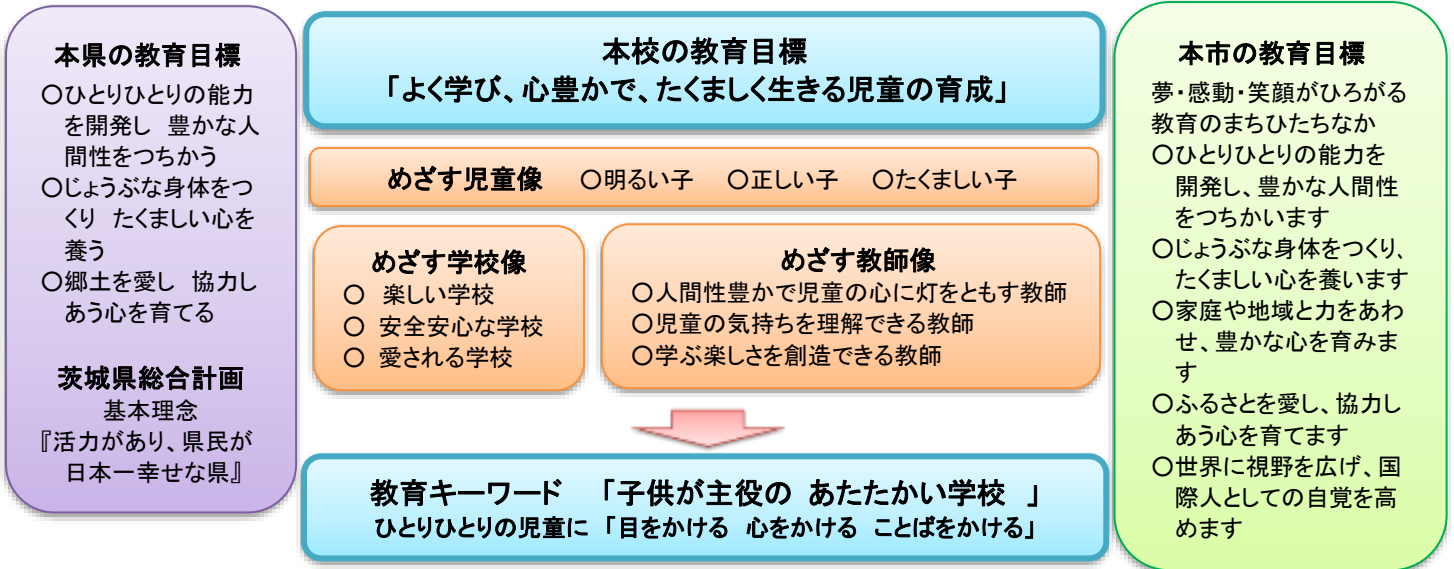 本県の教育目標
○ひとりひとりの能力
を開発し 豊かな人
間性をつちかう
○じょうぶな身体をつ
くり たくましい心を
養う
○郷土を愛し 協力し
あう心を育てる
茨城県総合計画
基本理念
『活力があり、県民が
日本一幸せな県』
本校の教育目標
「よく学び、心豊かで、たくましく生きる児童の育成」
めざす児童像 ○明るい子 ○正しい子 ○たくましい子
めざす学校像
○ 楽しい学校
○ 安全安心な学校
○ 愛される学校
めざす教師像
○人間性豊かで児童の心に灯をともす教師
○児童の気持ちを理解できる教師
○学ぶ楽しさを創造できる教師
教育キーワード 「子供が主役の あたたかい学校 」
ひとりひとりの児童に 「目をかける 心をかける ことばをかける」
本市の教育目標
夢・感動・笑顔がひろがる
教育のまちひたちなか
○ひとりひとりの能力を
開発し、豊かな人間性
をつちかいます
○じょうぶな身体をつくり、
たくましい心を養います
○家庭や地域と力をあわ
せ、豊かな心を育みま
す
○ふるさとを愛し、協力し
あう心を育てます
○世界に視野を広げ、国
際人としての自覚を高
めます